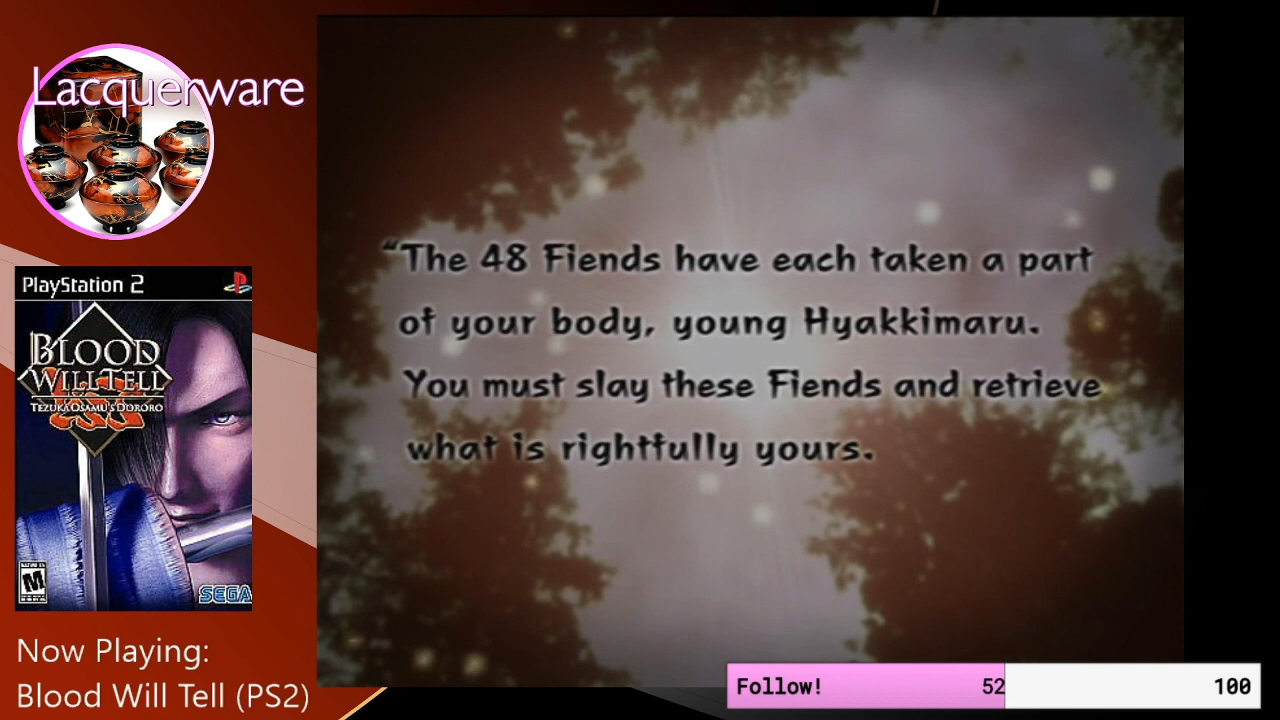 Lacquerware
PlayStation 2
BLOOD
WILL TELL
TEZUKA OSAMU'S DORORO
M
SEGA
Now Playing:
Blood Will Tell (PS2)
“The 48 Fiends have each taken a part
of your body, young Hyakkimaru.
You must slay these Fiends and retrieve
what is rightfully yours.
Follow! 52 100